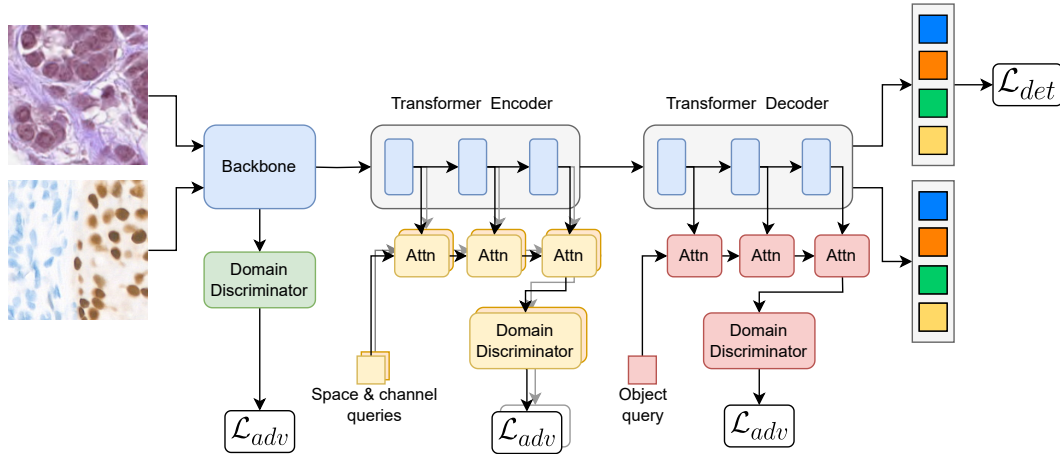 Transformer Encoder
Transformer Decoder
ℒdet
Backbone
Attn
Attn
Attn
Attn
Attn
Attn
Domain
Discriminator
Domain
Discriminator
Domain
Discriminator
Space & channel
queries
Object
query
ℒadv
ℒadv
ℒadv